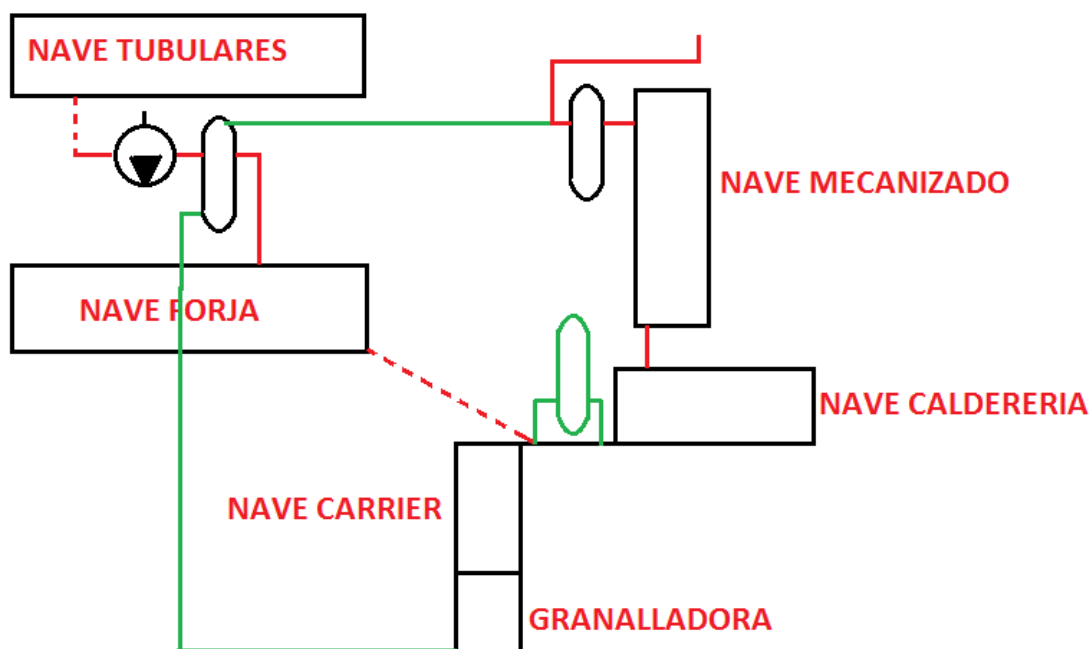 NAVE TUBULARES
NAVE MECANIZADO
NAVE FORJA
NAVE CALDERERIA
NAVE CARRIER
GRANALLADORA